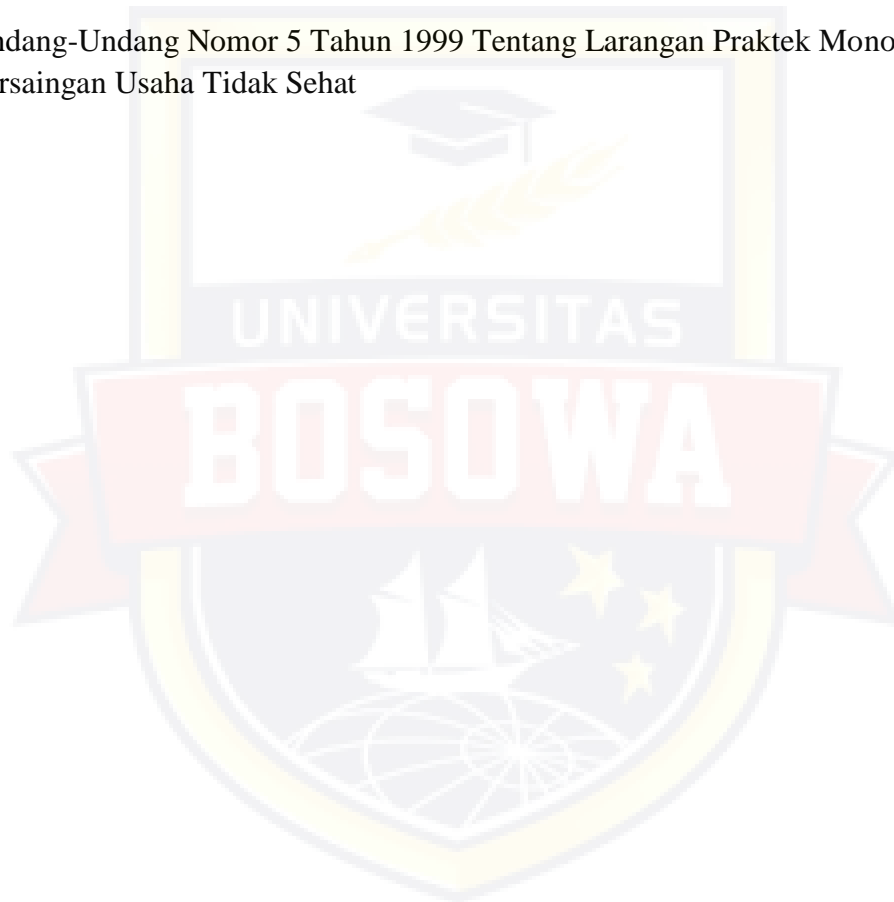 ndang-Undang Nomor 5 Tahun 1999 Tentang Larangan Praktek Mono
rsaingan Usaha Tidak Sehat
UNIVERSITAS
BOSOWA